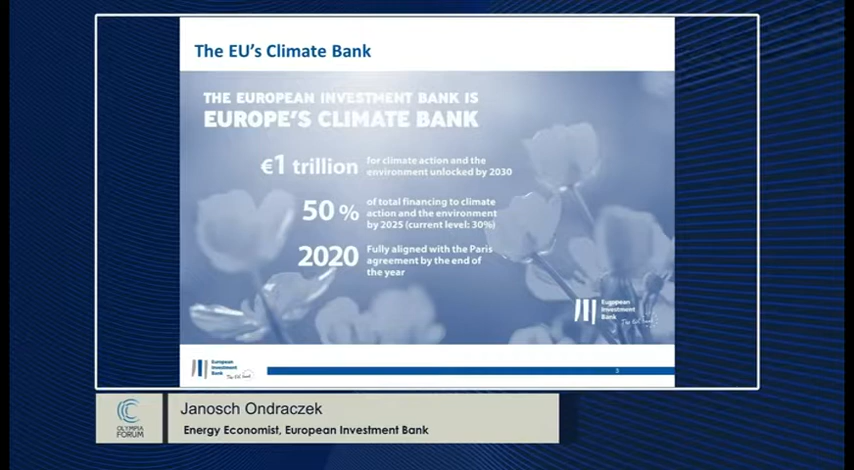 The EU's Climate Bank
THE EUROPEAN INVESTMENT BANK IS
EUROPE'S CLIMATE BANK
€1 trillion
for climate action and the
environment unlocked by 2030
50 %
of total financing to climate
action and the environment
by 2025 (current level: 30%)
2020
Fully aligned with the Paris
agreement by the end of
the year
European
Investment
Bank
The EU bank
European
Investment
Bank
The EU bank
3
OLYMPIA
FORUM
Janosch Ondraczek
Energy Economist, European Investment Bank